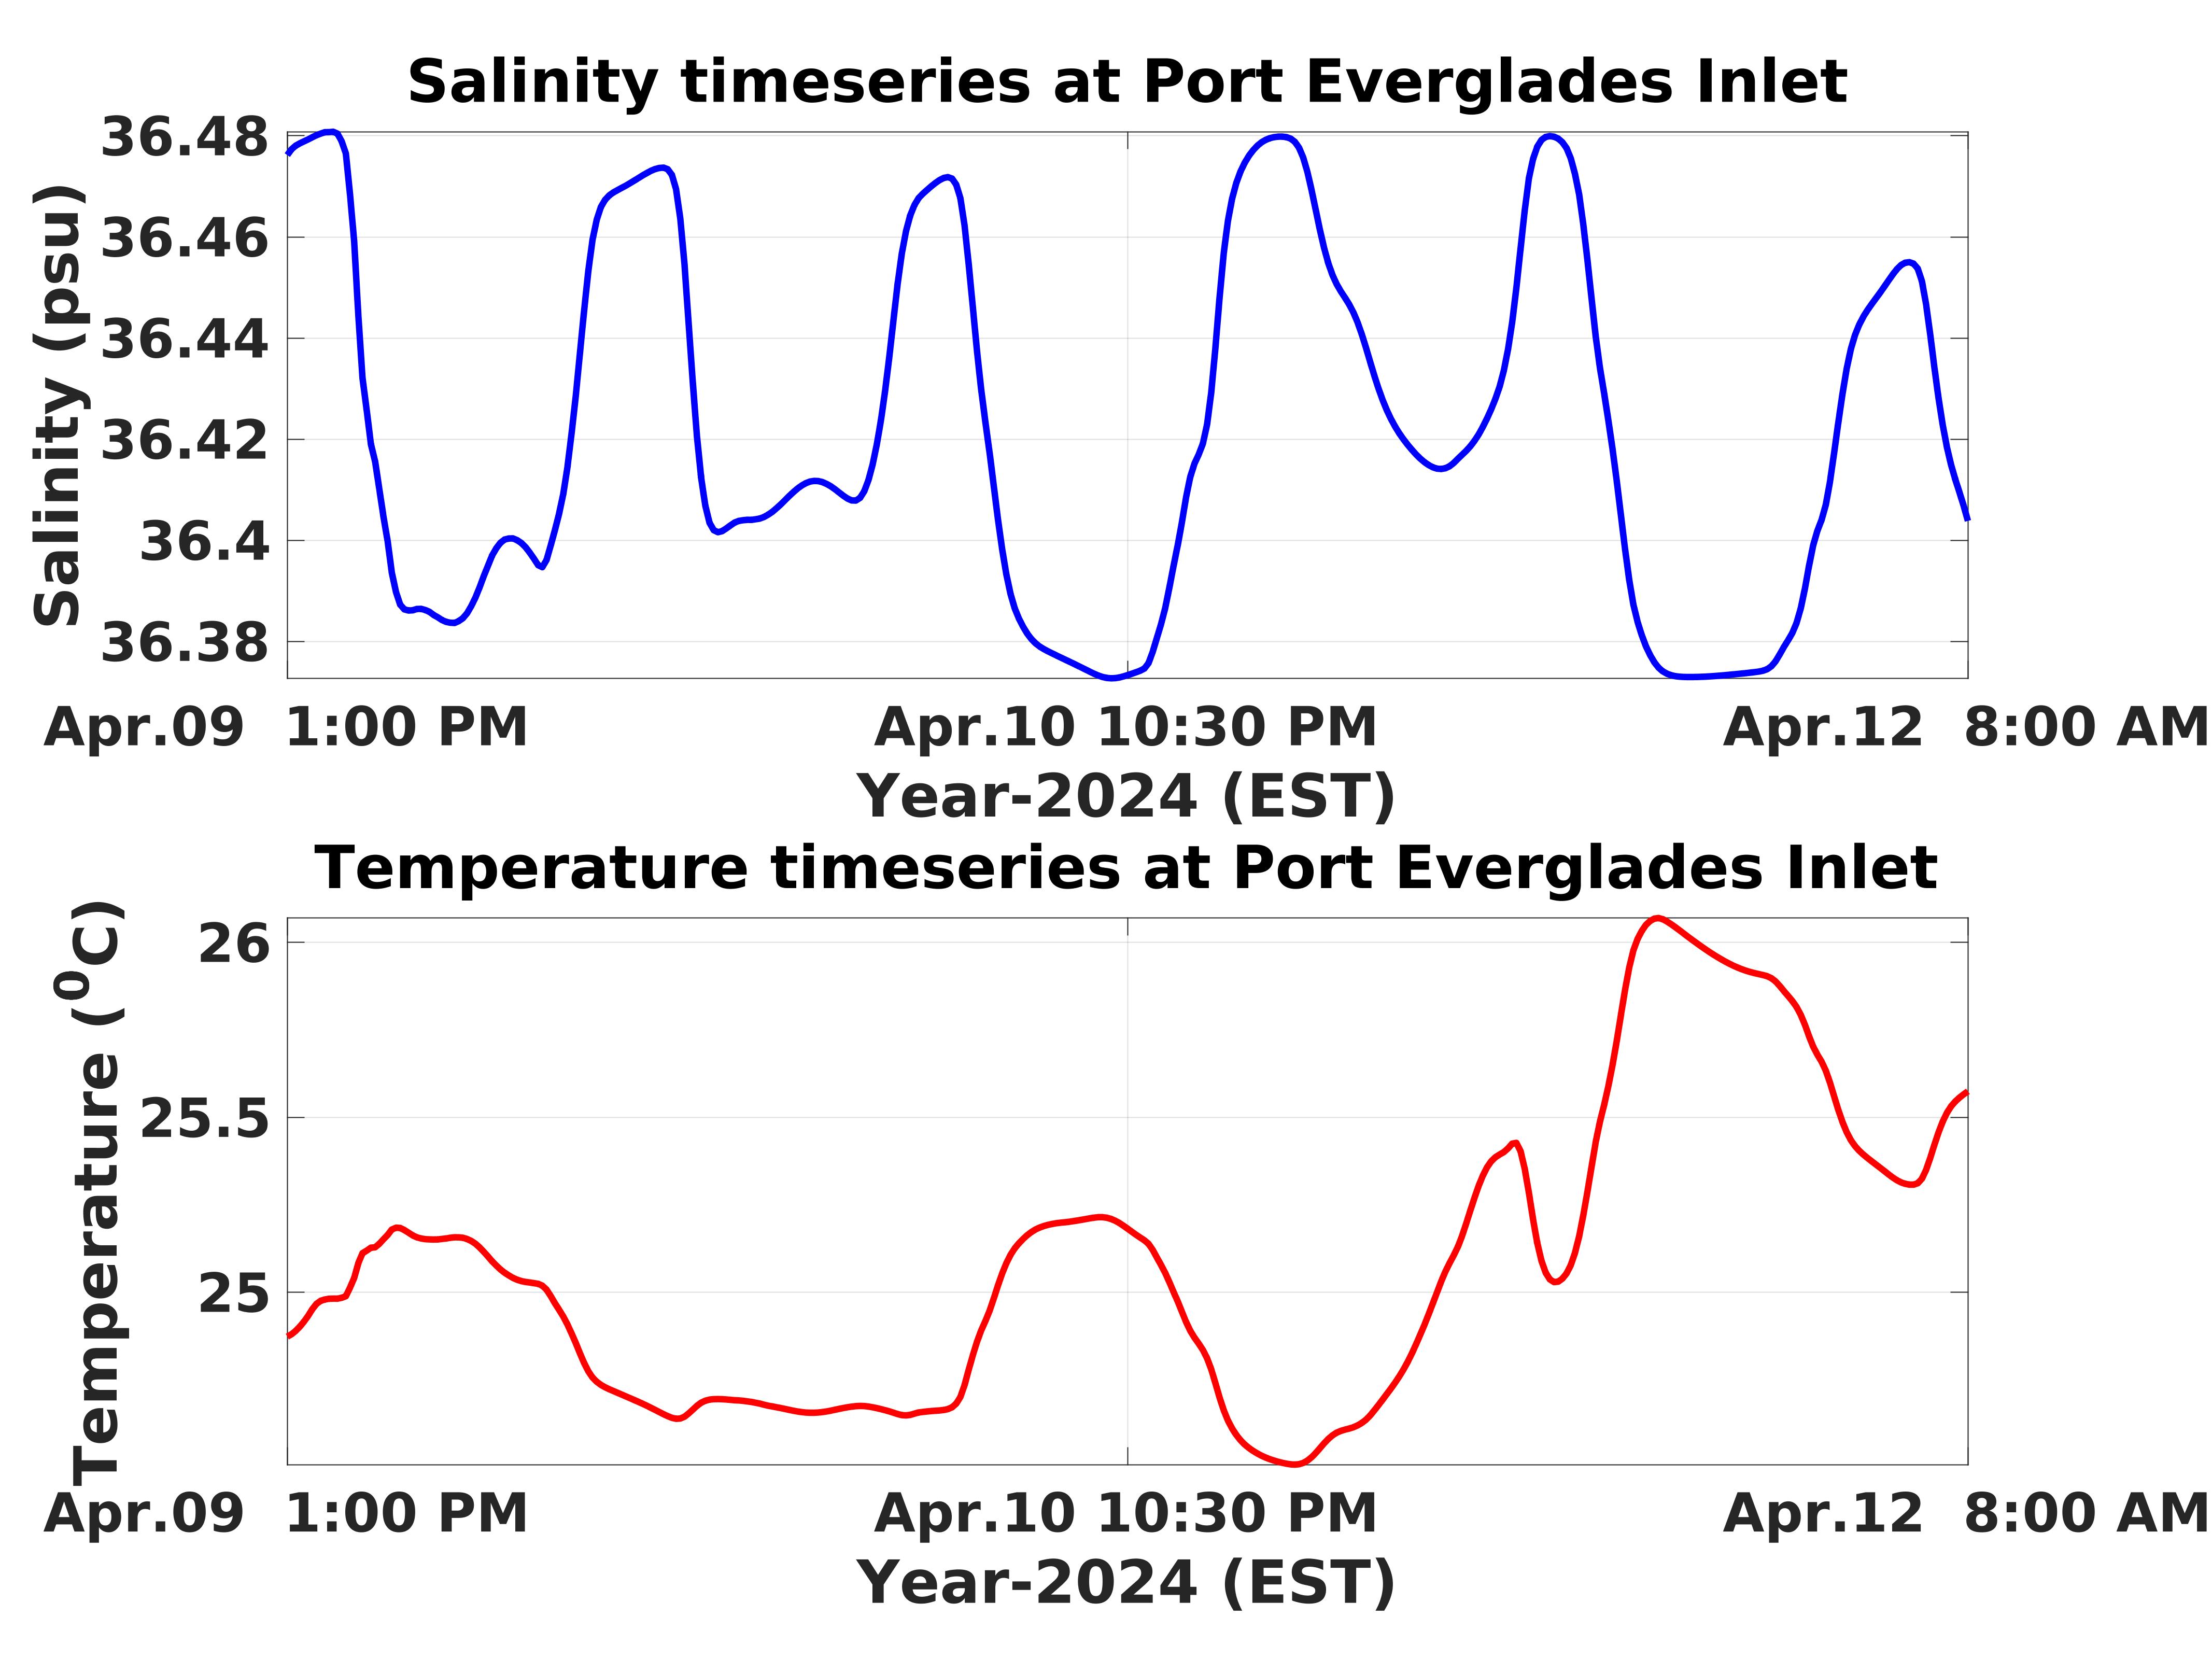 Salinity timeseries at Port Everglades Inlet
Salinity (psu)
36.48
36.46
36.44
36.42
36.4
36.38
Apr.09 1:00 PM
Apr.10 10:30 PM
Apr.12 8:00 AM
Year-2024 (EST)
Temperature timeseries at Port Everglades Inlet
Temperature (⁰C)
26
25.5
25
Apr.09 1:00 PM
Apr.10 10:30 PM
Apr.12 8:00 AM
Year-2024 (EST)